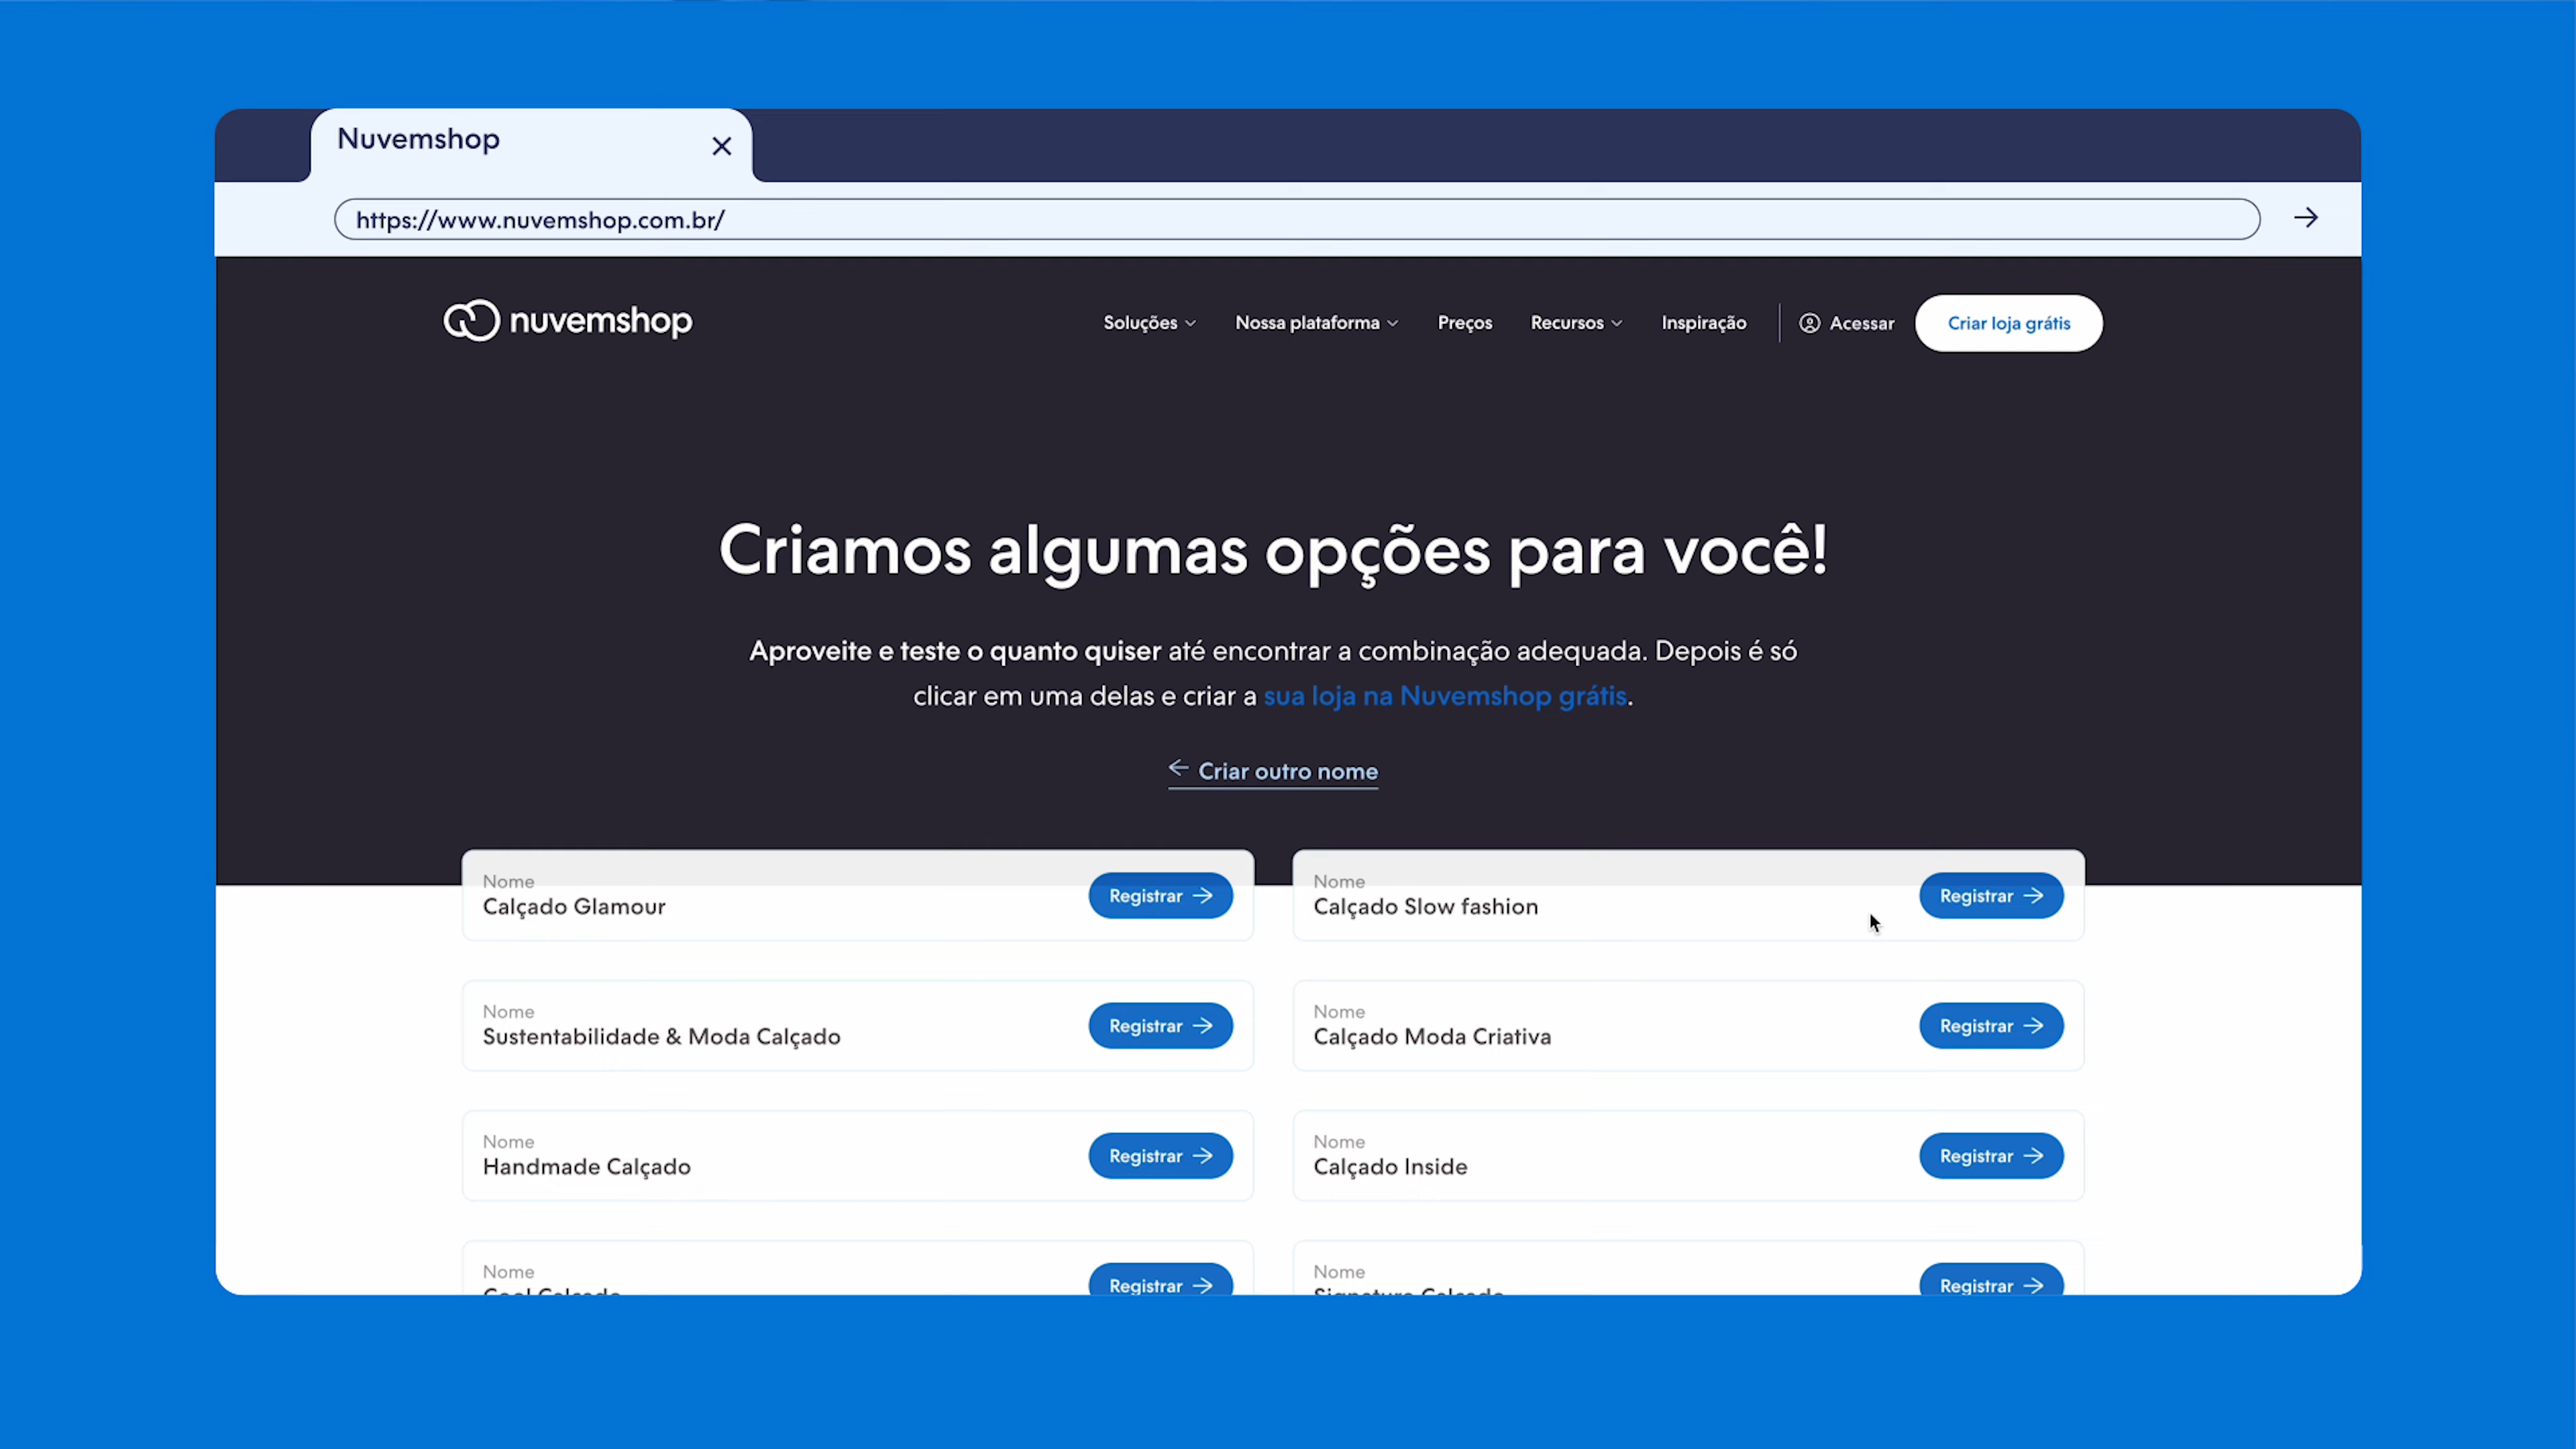 Nuvemshop
https://www.nuvemshop.com.br/
nuvemshop
Soluções
Nossa plataforma
Preços
Recursos
Inspiração
Acessar
Criar loja grátis
Criamos algumas opções para você!
Aproveite e teste o quanto quiser até encontrar a combinação adequada. Depois é só
clicar em uma delas e criar a sua loja na Nuvemshop grátis.
← Criar outro nome
Nome
Calçado Glamour
Registrar →
Nome
Calçado Slow fashion
Registrar →
Nome
Sustentabilidade & Moda Calçado
Registrar →
Nome
Calçado Moda Criativa
Registrar →
Nome
Handmade Calçado
Registrar →
Nome
Calçado Inside
Registrar →
Nome
Cool Calçado
Registrar →
Nome
Signature Calçado
Registrar →